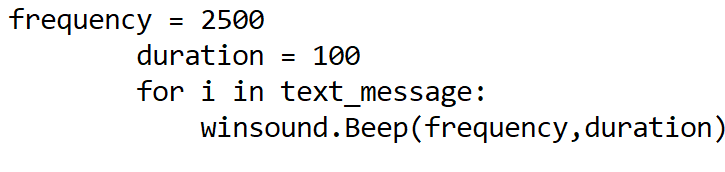 frequency = 2500
        duration = 100
        for i in text_message:
            winsound.Beep(frequency,duration)